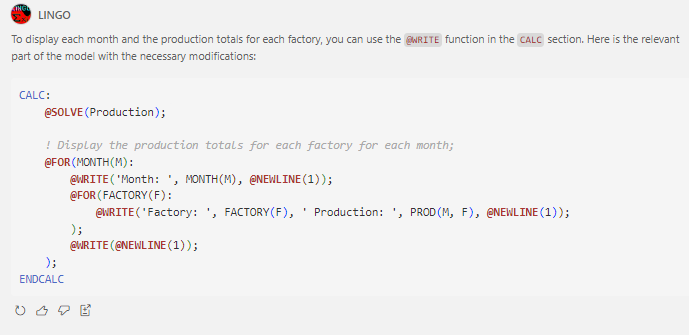 LINGO
LINGO
To display each month and the production totals for each factory, you can use the @WRITE function in the CALC section. Here is the relevant
part of the model with the necessary modifications:
CALC:
@SOLVE(Production);
! Display the production totals for each factory for each month;
@FOR(MONTH(M):
@WRITE('Month: ', MONTH(M), @NEWLINE(1));
@FOR(FACTORY(F):
@WRITE('Factory: ', FACTORY(F), ' Production: ', PROD(M, F), @NEWLINE(1));
);
@WRITE(@NEWLINE(1));
);
ENDCALC